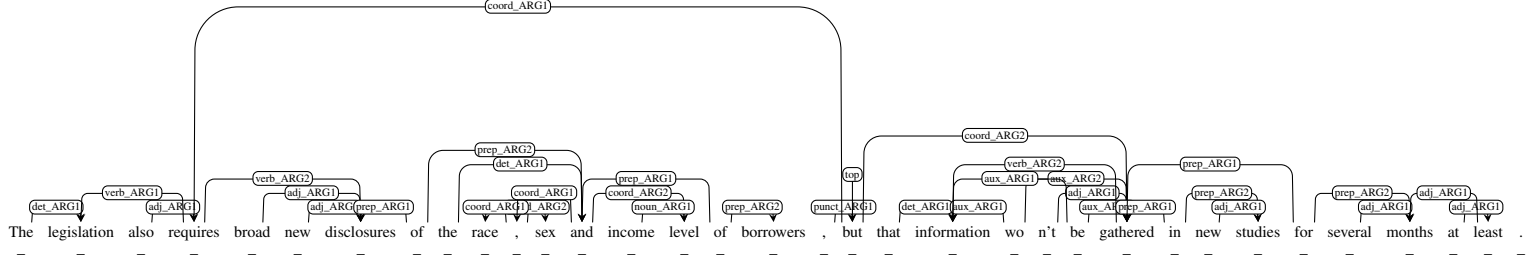 coord_ARG1
coord_ARG2
prep_ARG2
det_ARG1 verb_ARG2 prep_ARG1
top
verb_ARG2 prep_ARG1 aux_ARG1 aux_ARG2
verb_ARG1 adj_ARG1 coord_ARG1 coord_ARG2 adj_ARG1 prep_ARG2 prep_ARG2 adj_ARG1
det_ARG1 adj_ARG1 prep_ARG1 coord_ARG1 noun_ARG1 prep_ARG2 punct_ARG1 det_ARG1 aux_ARG1 prep_ARG1 adj_ARG1 adj_ARG1 adj_ARG1
The legislation also requires broad new disclosures of the race , sex and income level of borrowers , but that information wo n't be gathered in new studies for several months at least .
_ _ _ _ _ _ _ _ _ _ _ _ _ _ _ _ _ _ _ _ _ _ _ _ _ _ _ _ _ _ _ _ _ _